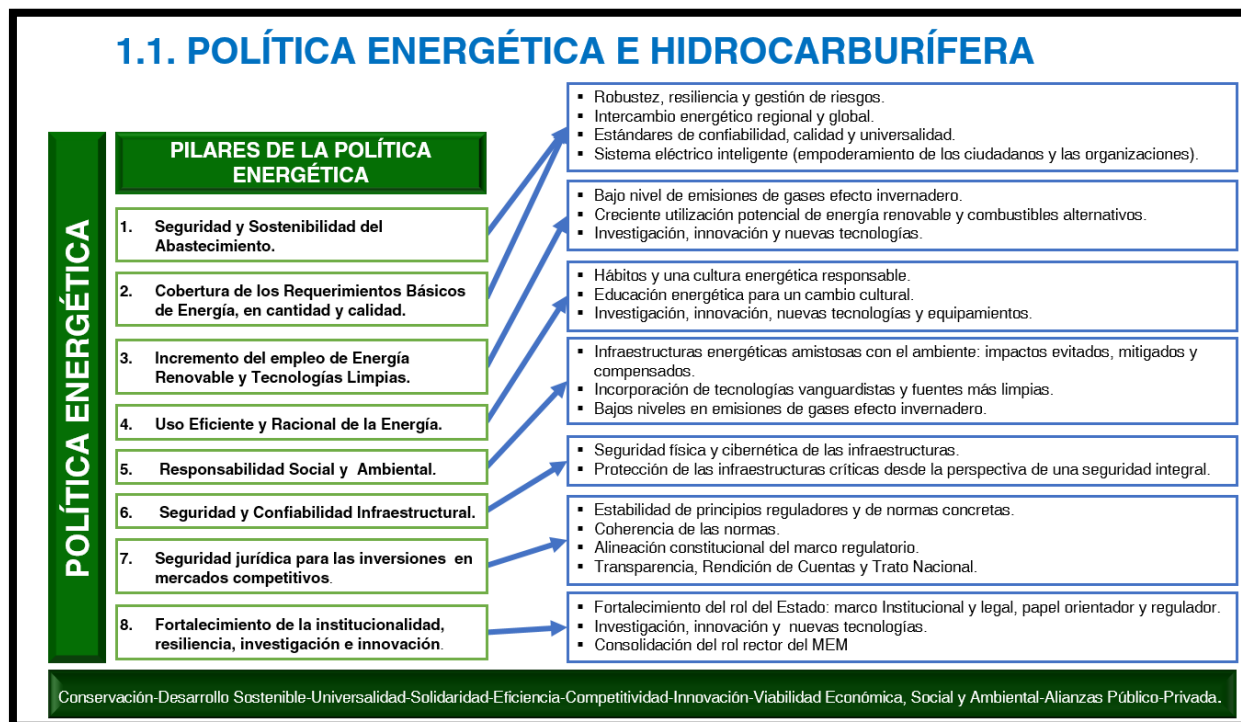 1.1. POLÍTICA ENERGÉTICA E HIDROCARBURÍFERA
POLÍTICA ENERGÉTICA
PILARES DE LA POLÍTICA
ENERGÉTICA
1. Seguridad y Sostenibilidad del
Abastecimiento.
2. Cobertura de los Requerimientos Básicos
de Energía, en cantidad y calidad.
3. Incremento del empleo de Energía
Renovable y Tecnologías Limpias.
4. Uso Eficiente y Racional de la Energía.
5. Responsabilidad Social y Ambiental.
6. Seguridad y Confiabilidad Infraestructural.
7. Seguridad jurídica para las inversiones en
mercados competitivos.
8. Fortalecimiento de la institucionalidad,
resiliencia, investigación e innovación.
▪ Robustez, resiliencia y gestión de riesgos.
▪ Intercambio energético regional y global.
▪ Estándares de confiabilidad, calidad y universalidad.
▪ Sistema eléctrico inteligente (empoderamiento de los ciudadanos y las organizaciones).
▪ Bajo nivel de emisiones de gases efecto invernadero.
▪ Creciente utilización potencial de energía renovable y combustibles alternativos.
▪ Investigación, innovación y nuevas tecnologías.
▪ Hábitos y una cultura energética responsable.
▪ Educación energética para un cambio cultural.
▪ Investigación, innovación, nuevas tecnologías y equipamientos.
▪ Infraestructuras energéticas amistosas con el ambiente: impactos evitados, mitigados y
compensados.
▪ Incorporación de tecnologías vanguardistas y fuentes más limpias.
▪ Bajos niveles en emisiones de gases efecto invernadero.
▪ Seguridad física y cibernética de las infraestructuras.
▪ Protección de las infraestructuras críticas desde la perspectiva de una seguridad integral.
▪ Estabilidad de principios reguladores y de normas concretas.
▪ Coherencia de las normas.
▪ Alineación constitucional del marco regulatorio.
▪ Transparencia, Rendición de Cuentas y Trato Nacional.
▪ Fortalecimiento del rol del Estado: marco Institucional y legal, papel orientador y regulador.
▪ Investigación, innovación y nuevas tecnologías.
▪ Consolidación del rol rector del MEM
Conservación-Desarrollo Sostenible-Universalidad-Solidaridad-Eficiencia-Competitividad-Innovación-Viabilidad Económica, Social y Ambiental-Alianzas Público-Privada.